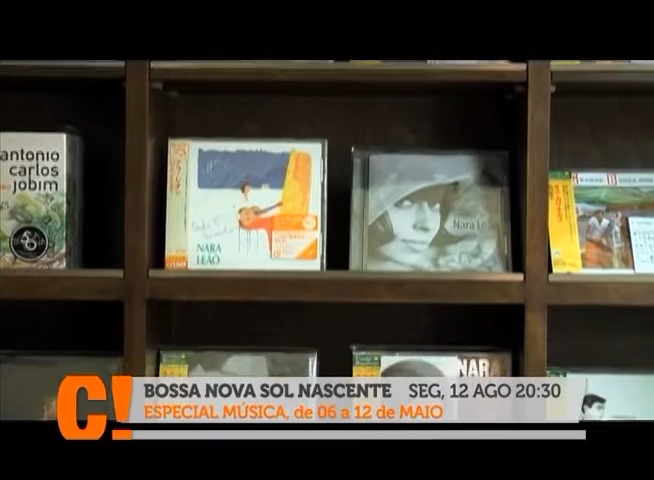 antonio
carlos
jobim
NARA
LEÃO
Nara Leão
NARA
C!
BOSSA NOVA SOL NASCENTE SEG, 12 AGO 20:30
ESPECIAL MÚSICA, de 06 a 12 de MAIO